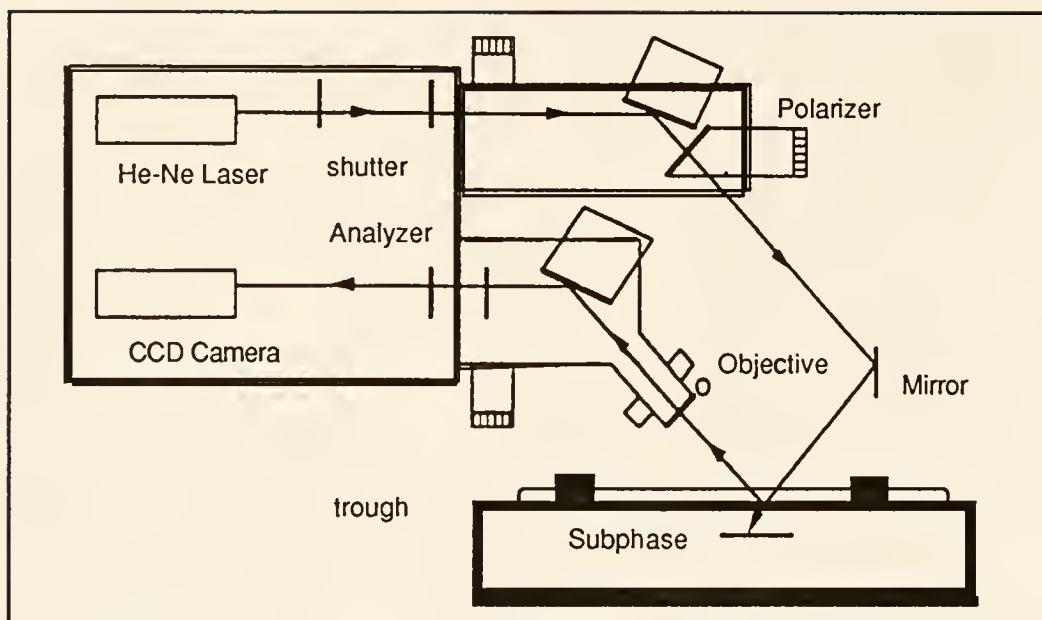 Polarizer
He-Ne Laser
shutter
Analyzer
CCD Camera
Objective
Mirror
trough
Subphase